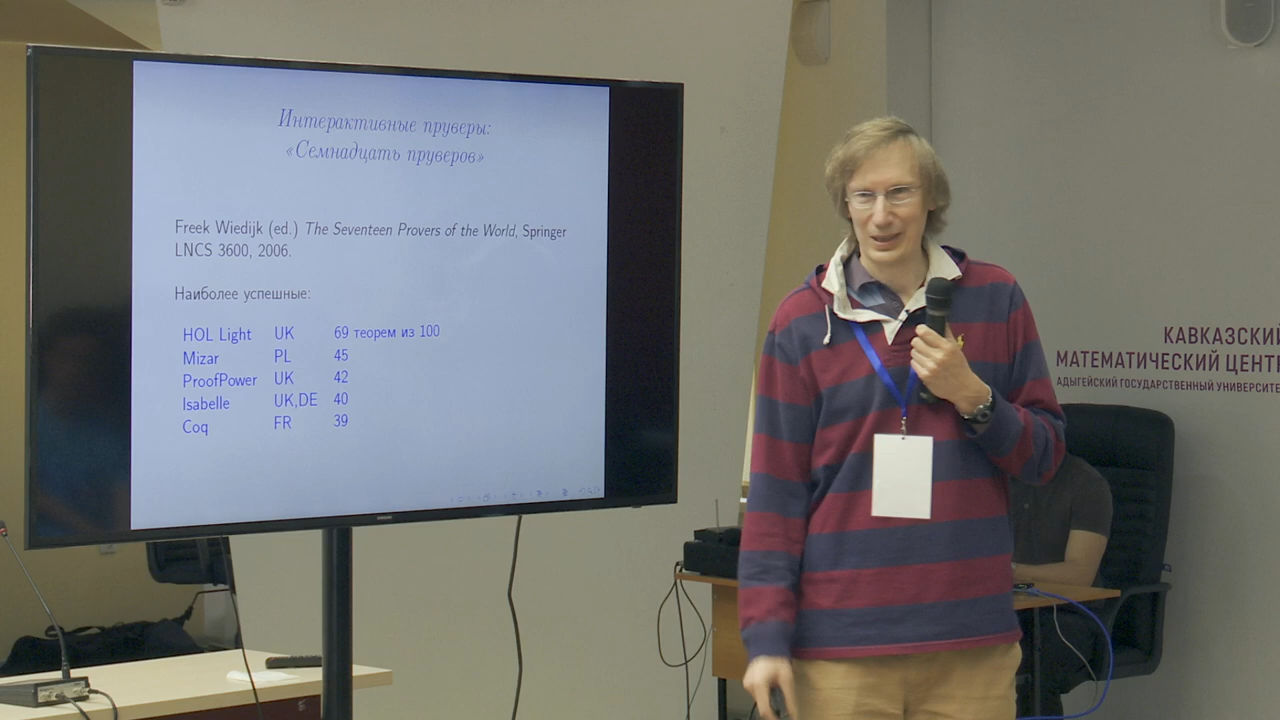 Интерактивные пруверы:
«Семнадцать пруверов»
Freek Wiedijk (ed.) The Seventeen Provers of the World, Springer
LNCS 3600, 2006.
Наиболее успешные:
HOL Light UK 69 теорем из 100
Mizar PL 45
ProofPower UK 42
Isabelle UK,DE 40
Coq FR 39
КАВКАЗСКИЙ
МАТЕМАТИЧЕСКИЙ ЦЕНТР
АДЫГЕЙСКИЙ ГОСУДАРСТВЕННЫЙ УНИВЕРСИТЕ